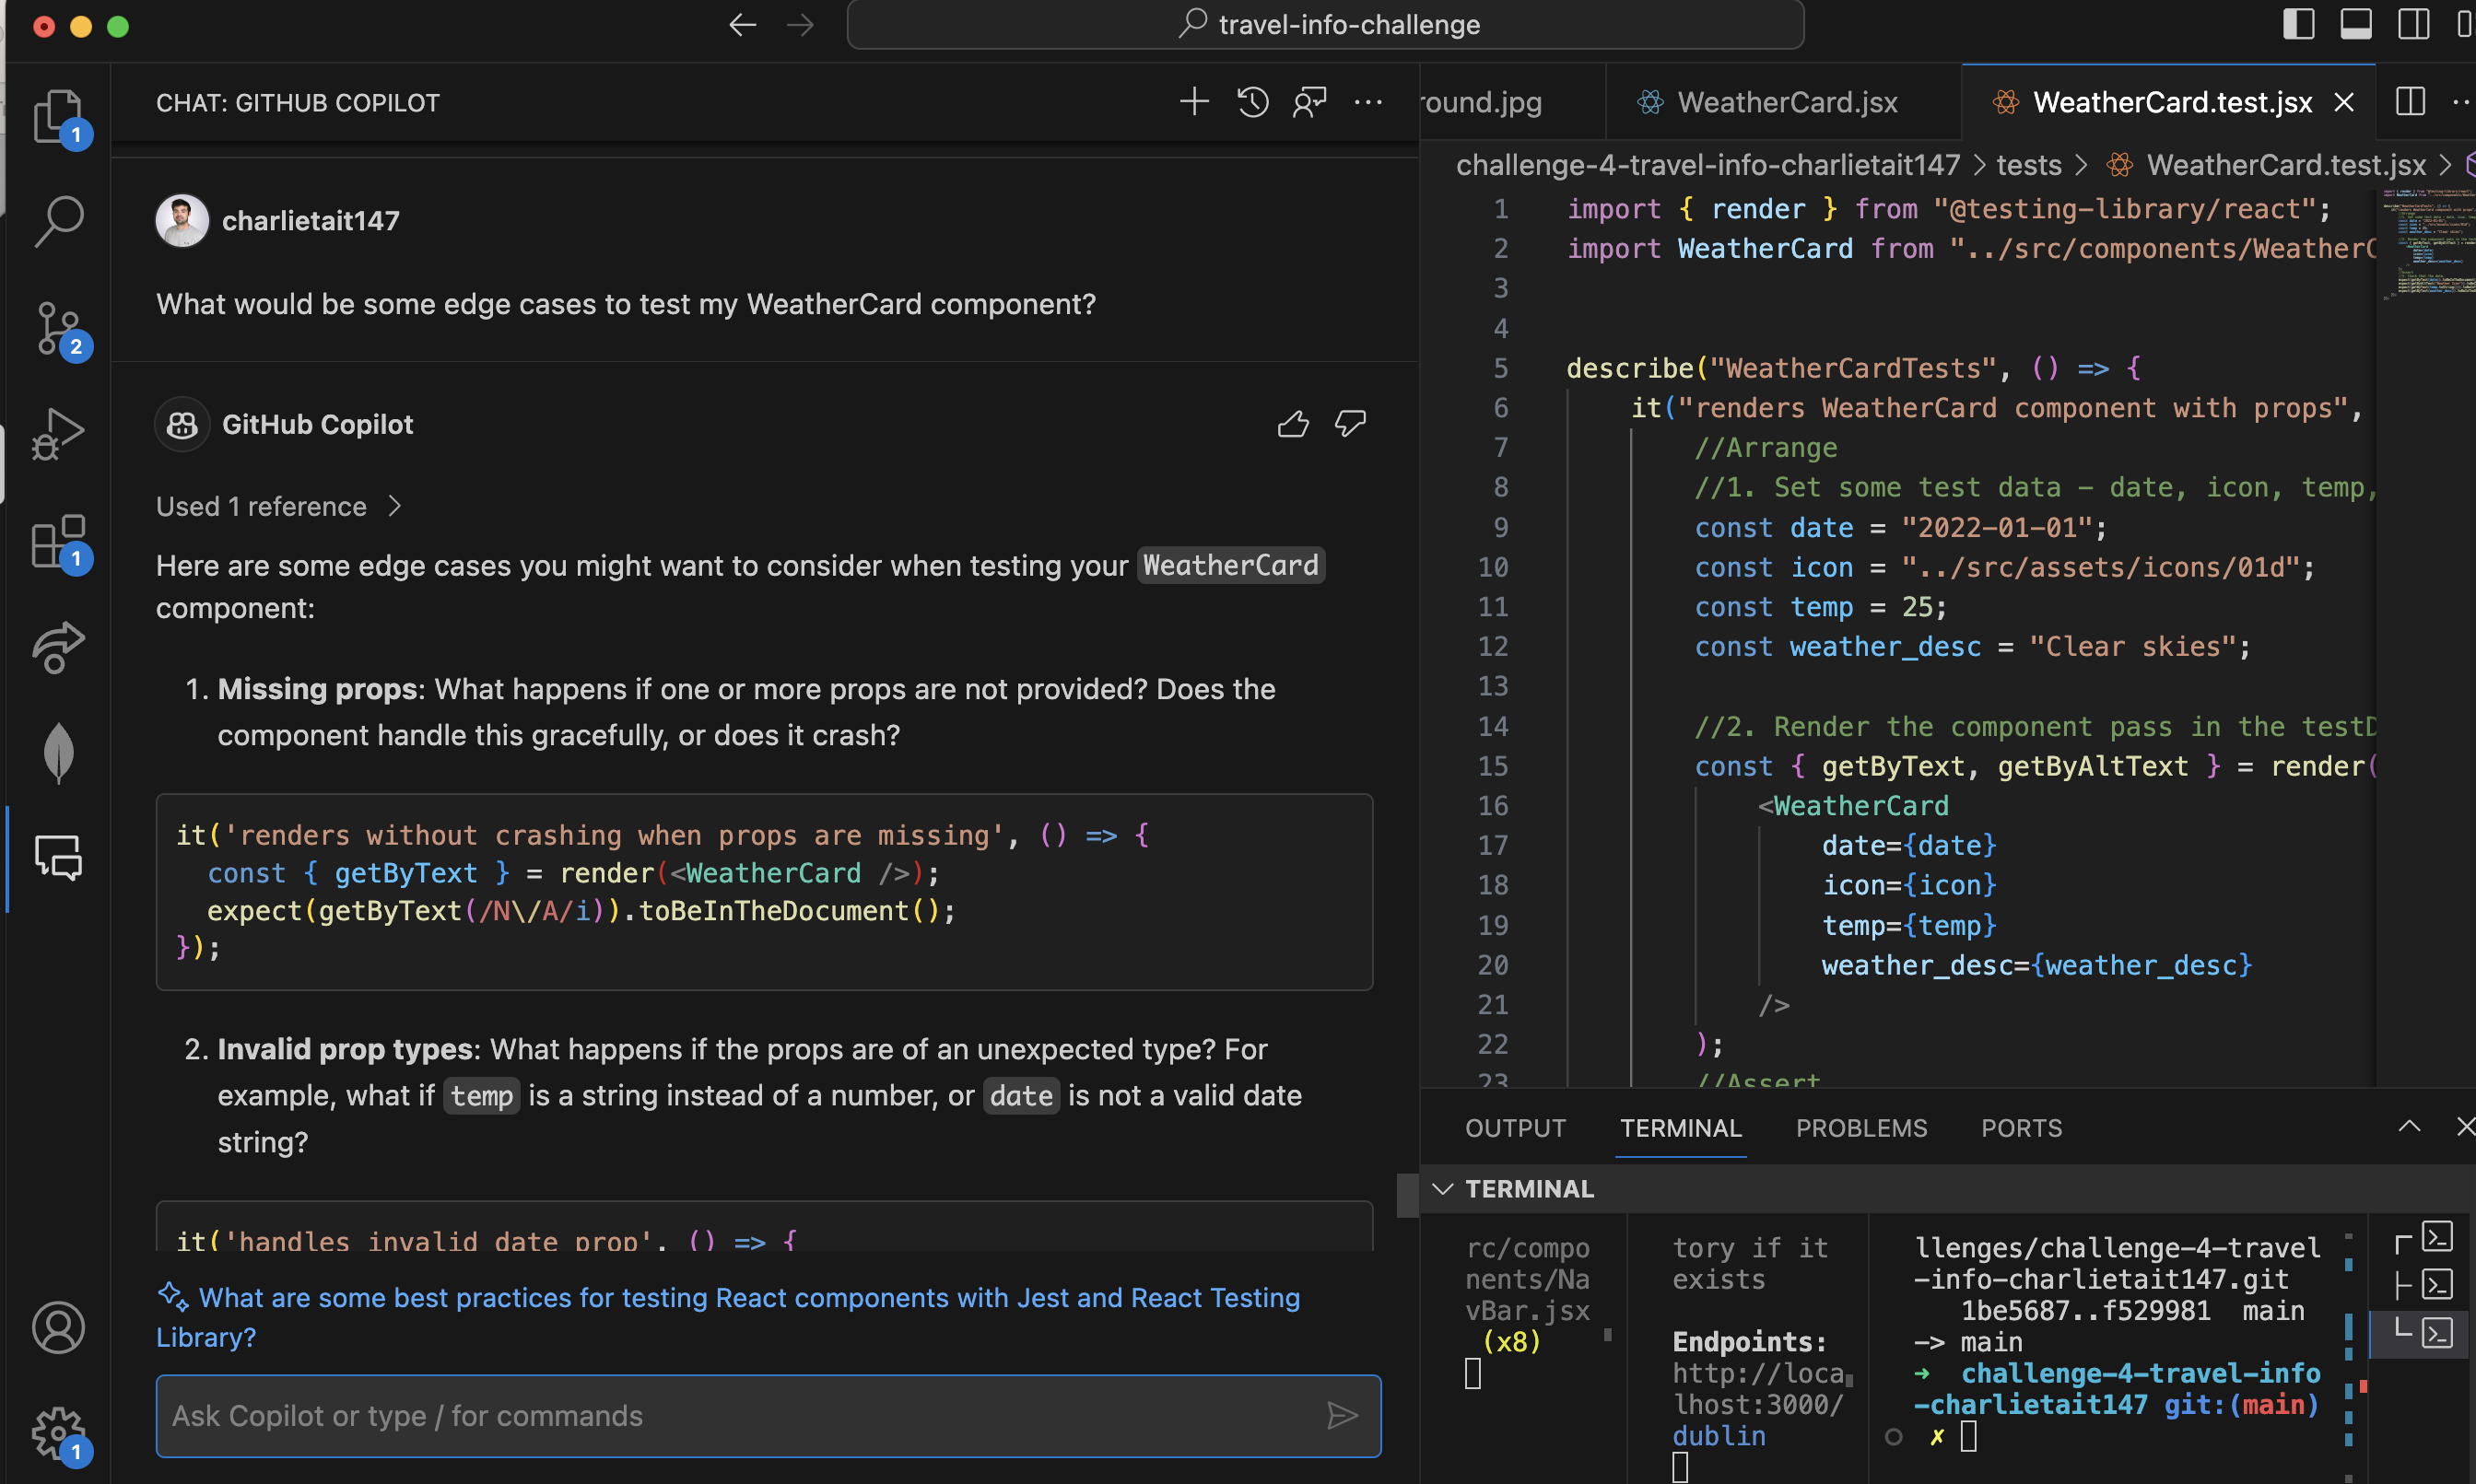 travel-info-challenge
CHAT: GITHUB COPILOT
1
2
1
1
charlietait147
What would be some edge cases to test my WeatherCard component?
GitHub Copilot
Used 1 reference
Here are some edge cases you might want to consider when testing your WeatherCard
component:
1. Missing props: What happens if one or more props are not provided? Does the
component handle this gracefully, or does it crash?
it('renders without crashing when props are missing', () => {
const { getByText } = render(<WeatherCard />);
expect(getByText(/N\/A/i)).toBeInTheDocument();
});
2. Invalid prop types: What happens if the props are of an unexpected type? For
example, what if temp is a string instead of a number, or date is not a valid date
string?
it('handles invalid date prop', () => {
What are some best practices for testing React components with Jest and React Testing
Library?
Ask Copilot or type / for commands
round.jpg WeatherCard.jsx WeatherCard.test.jsx
challenge-4-travel-info-charlietait147 > tests > WeatherCard.test.jsx >
1 import { render } from "@testing-library/react";
2 import WeatherCard from "../src/components/WeatherC
3
4
5 describe("WeatherCardTests", () => {
6 it("renders WeatherCard component with props",
7 //Arrange
8 //1. Set some test data - date, icon, temp,
9 const date = "2022-01-01";
10 const icon = "../src/assets/icons/01d";
11 const temp = 25;
12 const weather_desc = "Clear skies";
13
14 //2. Render the component pass in the testD
15 const { getByText, getByAltText } = render(
16 <WeatherCard
17 date={date}
18 icon={icon}
19 temp={temp}
20 weather_desc={weather_desc}
21 />
22 );
23 //Assert
OUTPUT TERMINAL PROBLEMS PORTS
TERMINAL
rc/compo
nents/Na
vBar.jsx
(x8)
tory if it
exists
Endpoints:
http://loca
lhost:3000/
dublin
llenges/challenge-4-travel
-info-charlietait147.git
1be5687..f529981 main
-> main
➜ challenge-4-travel-info
-charlietait147 git:(main)
✗